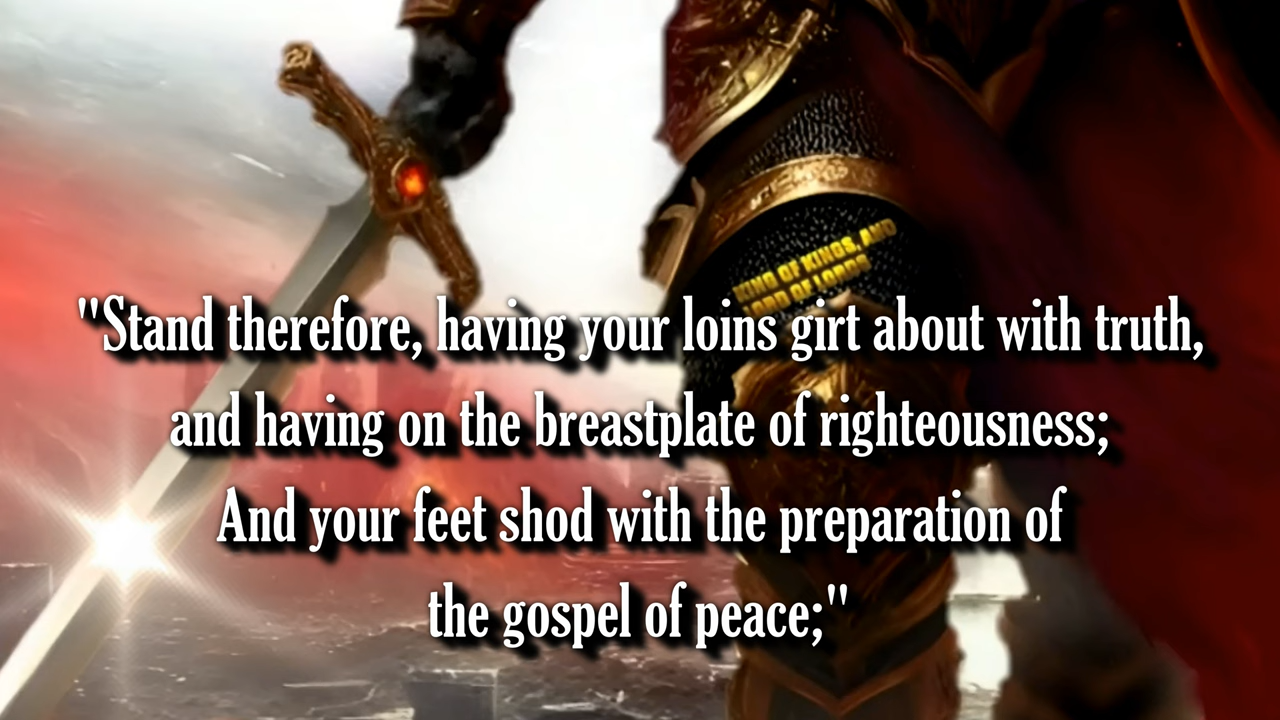 KING OF KINGS, AND
LORD OF LORDS
"Stand therefore, having your loins girt about with truth,
and having on the breastplate of righteousness;
And your feet shod with the preparation of
the gospel of peace;"